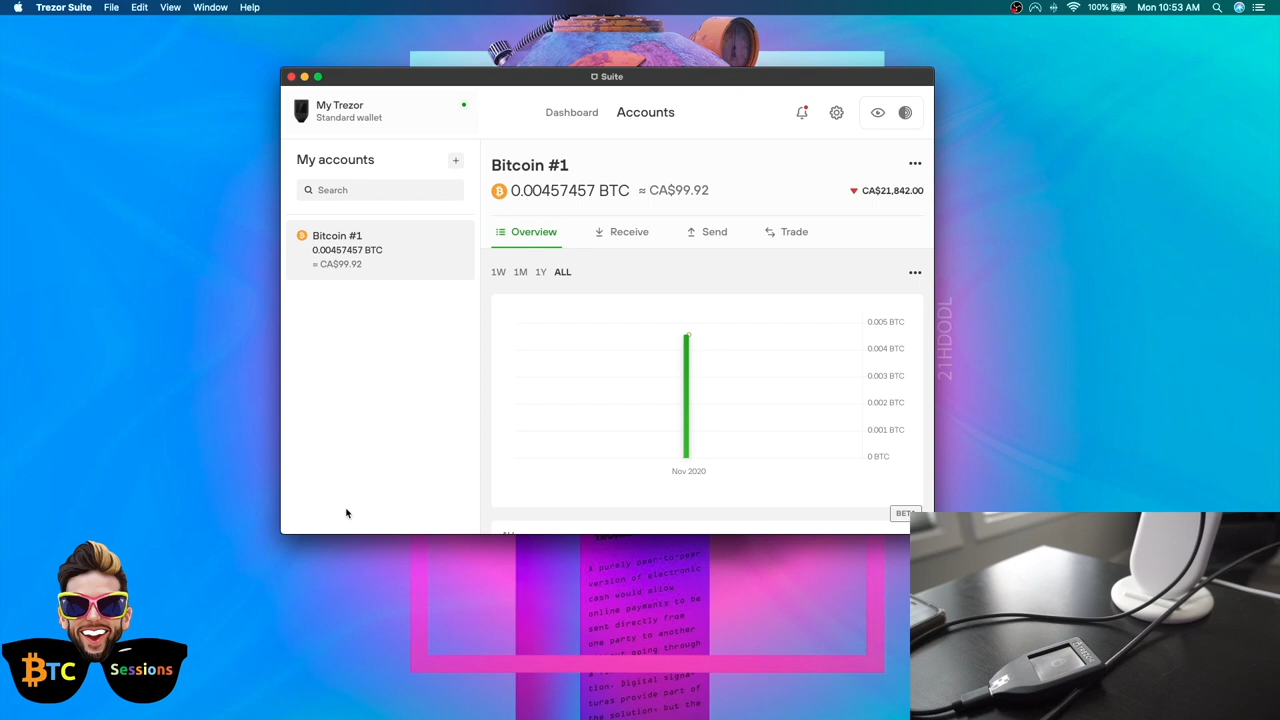 Trezor Suite File Edit View Window Help
100% Mon 10:53 AM
Suite
My Trezor
Standard wallet
Dashboard Accounts
My accounts
+
Search
Bitcoin #1
0.00457457 BTC
≈ CA$99.92
Bitcoin #1
0.00457457 BTC ≈ CA$99.92
CA$21,842.00
Overview Receive Send Trade
1W 1M 1Y ALL
0.005 BTC
0.004 BTC
0.003 BTC
0.002 BTC
0.001 BTC
0 BTC
Nov 2020
BETA
21HODL
A purely peer-to-peer
version of electronic
cash would allow
online payments to be
sent directly from
one party to another
going through
tion. Digital signa-
tures provide part of
the solution, but the
BTC Sessions